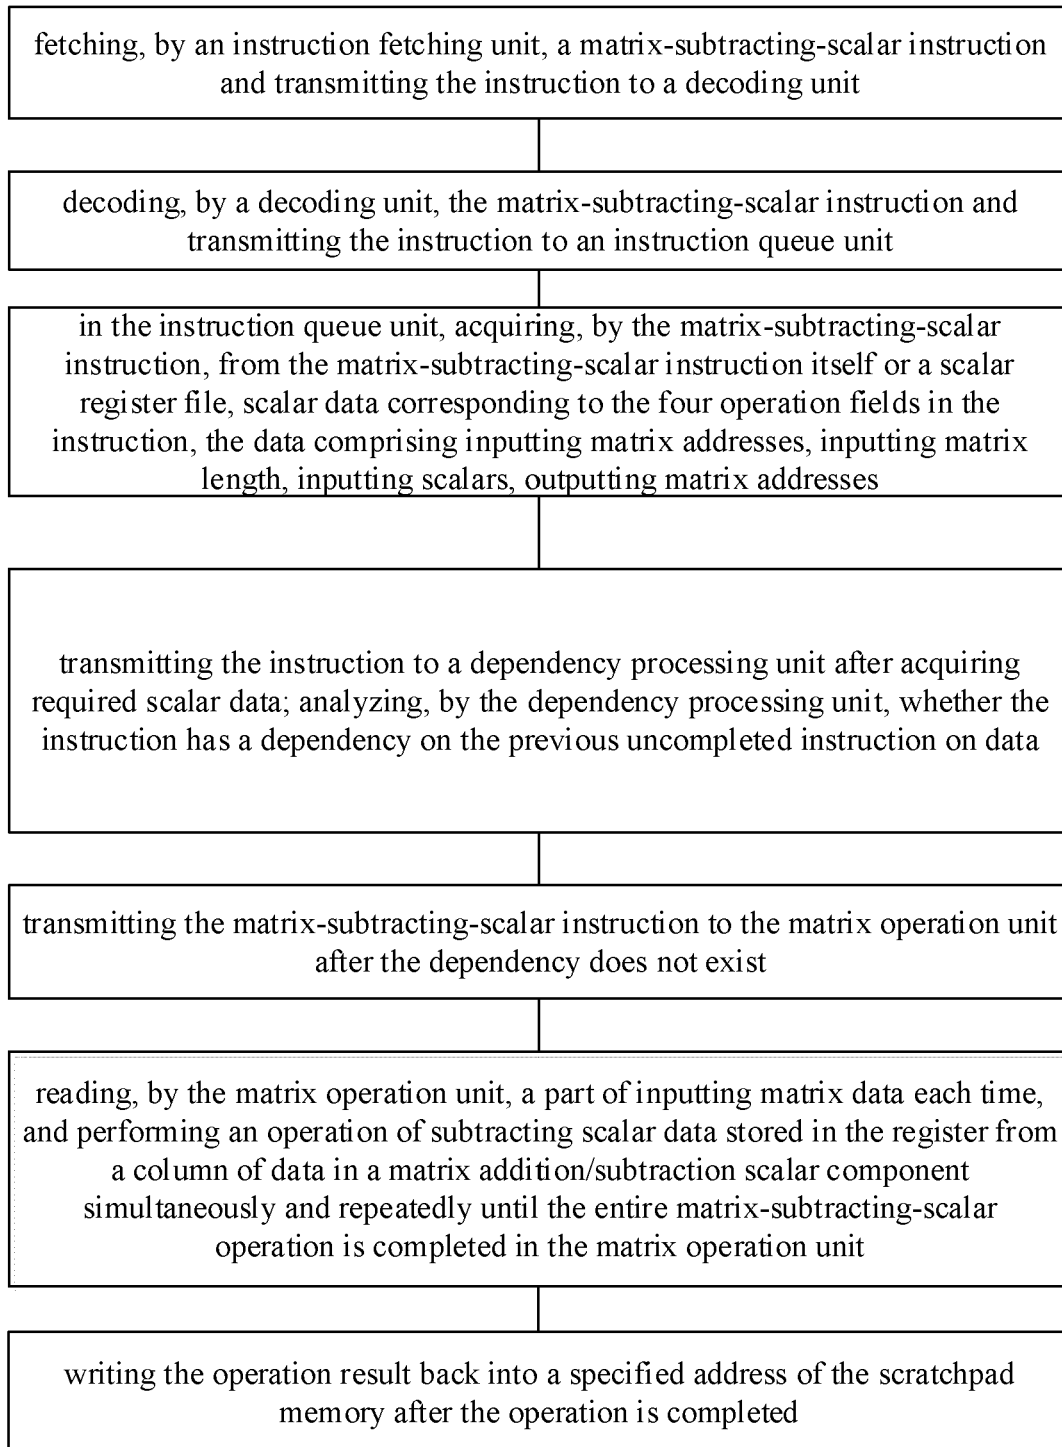 fetching, by an instruction fetching unit, a matrix-subtracting-scalar instruction
and transmitting the instruction to a decoding unit
decoding, by a decoding unit, the matrix-subtracting-scalar instruction and
transmitting the instruction to an instruction queue unit
in the instruction queue unit, acquiring, by the matrix-subtracting-scalar
instruction, from the matrix-subtracting-scalar instruction itself or a scalar
register file, scalar data corresponding to the four operation fields in the
instruction, the data comprising inputting matrix addresses, inputting matrix
length, inputting scalars, outputting matrix addresses
transmitting the instruction to a dependency processing unit after acquiring
required scalar data; analyzing, by the dependency processing unit, whether the
instruction has a dependency on the previous uncompleted instruction on data
transmitting the matrix-subtracting-scalar instruction to the matrix operation unit
after the dependency does not exist
reading, by the matrix operation unit, a part of inputting matrix data each time,
and performing an operation of subtracting scalar data stored in the register from
a column of data in a matrix addition/subtraction scalar component
simultaneously and repeatedly until the entire matrix-subtracting-scalar
operation is completed in the matrix operation unit
writing the operation result back into a specified address of the scratchpad
memory after the operation is completed